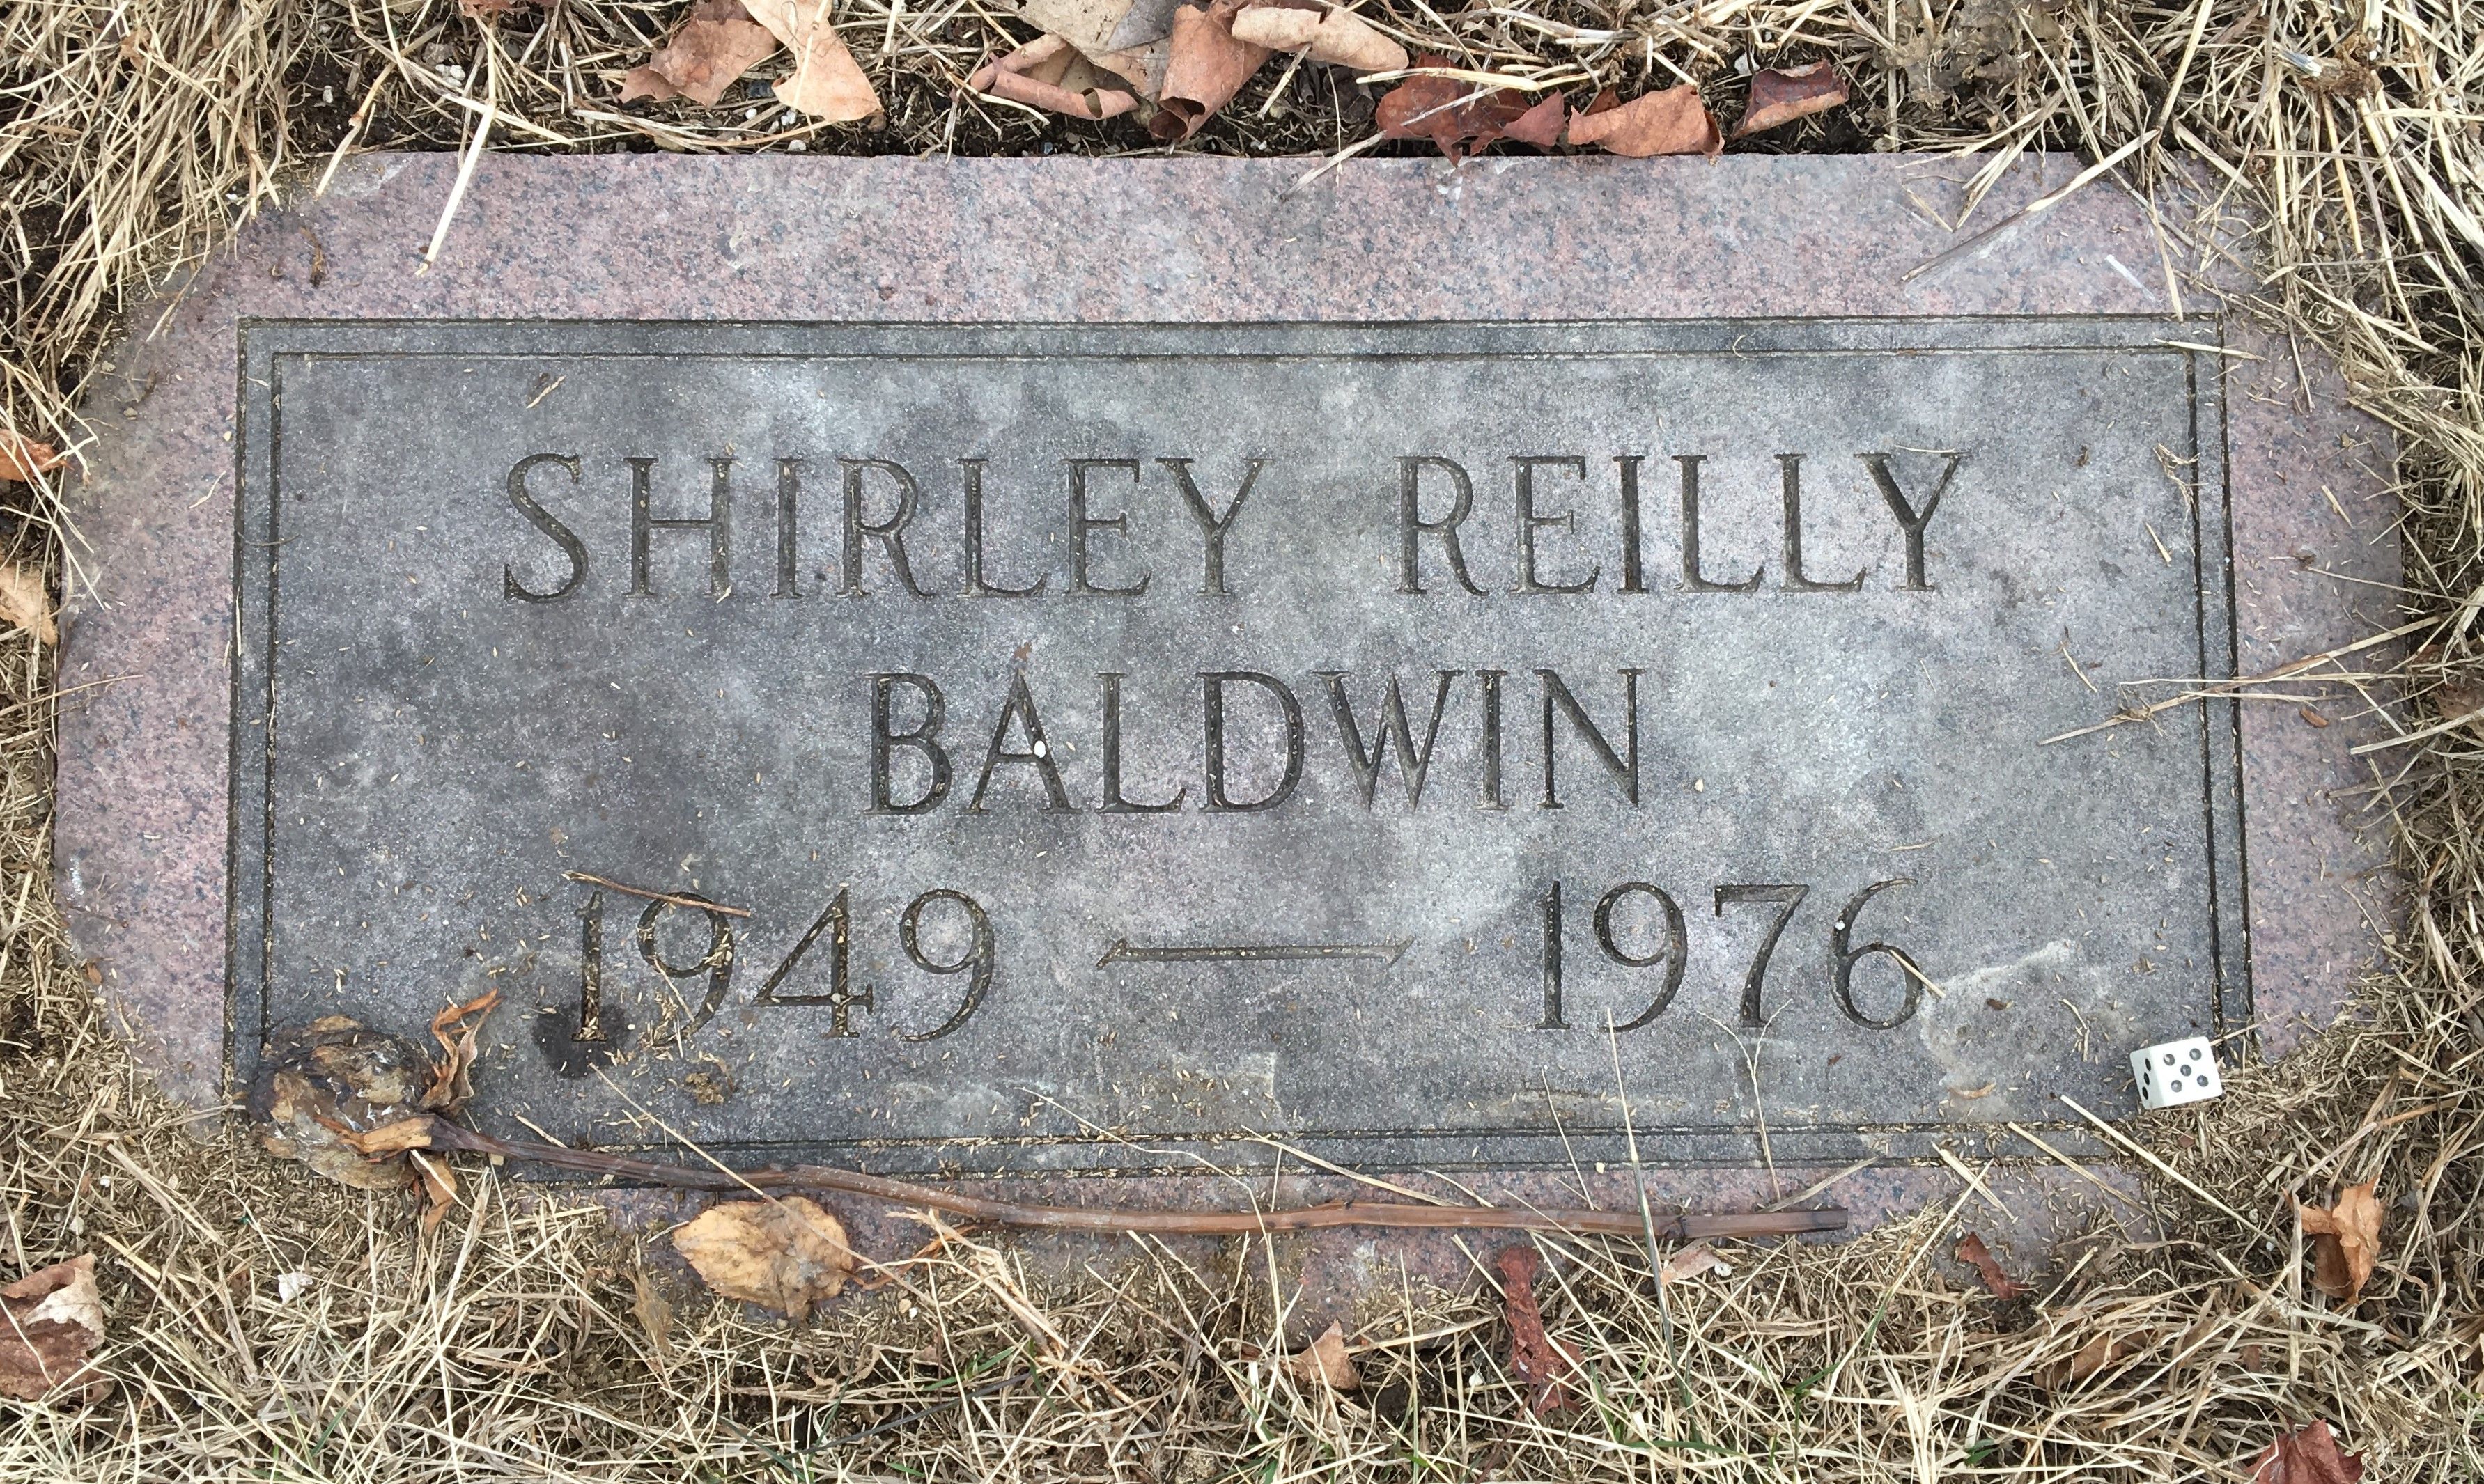 SHIRLEY REILLY
BALDWIN
1949 — 1976